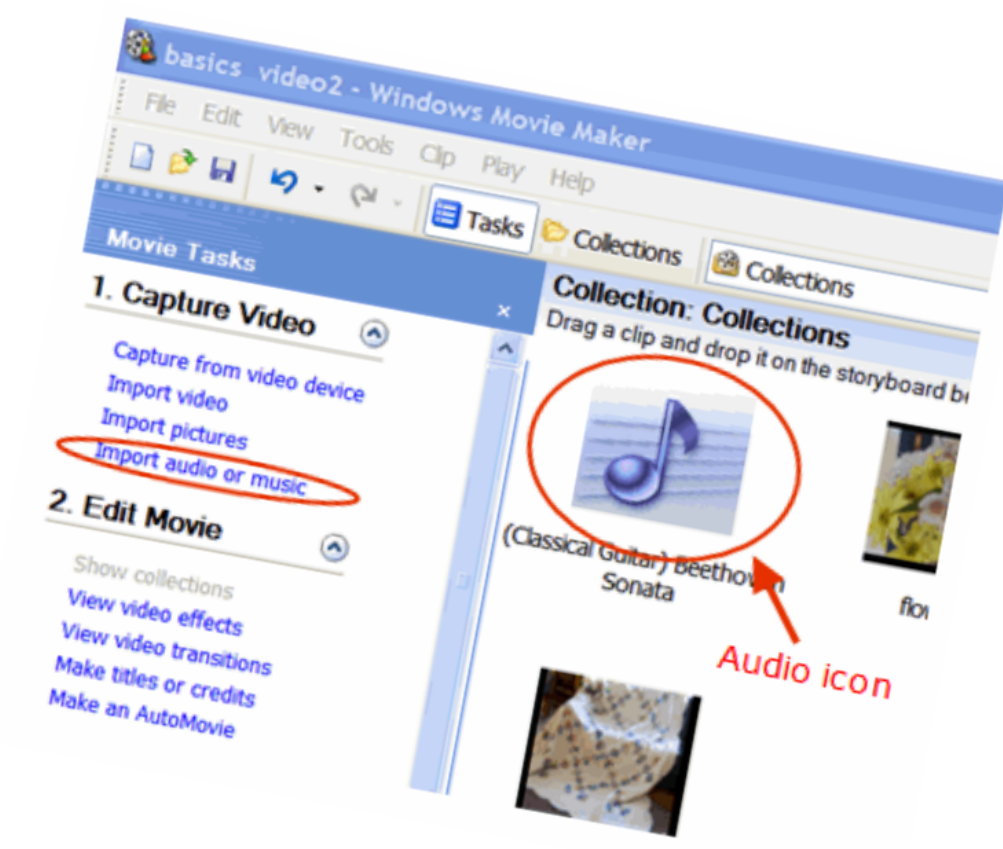 basics video2 - Windows Movie Maker
File Edit View Tools Clip Play Help
Tasks Collections Collections
Movie Tasks
1. Capture Video
Capture from video device
Import video
Import pictures
Import audio or music
2. Edit Movie
Show collections
View video effects
View video transitions
Make titles or credits
Make an AutoMovie
Collection: Collections
Drag a clip and drop it on the storyboard
(Classical Guitar) Beethoven
Sonata
Audio icon